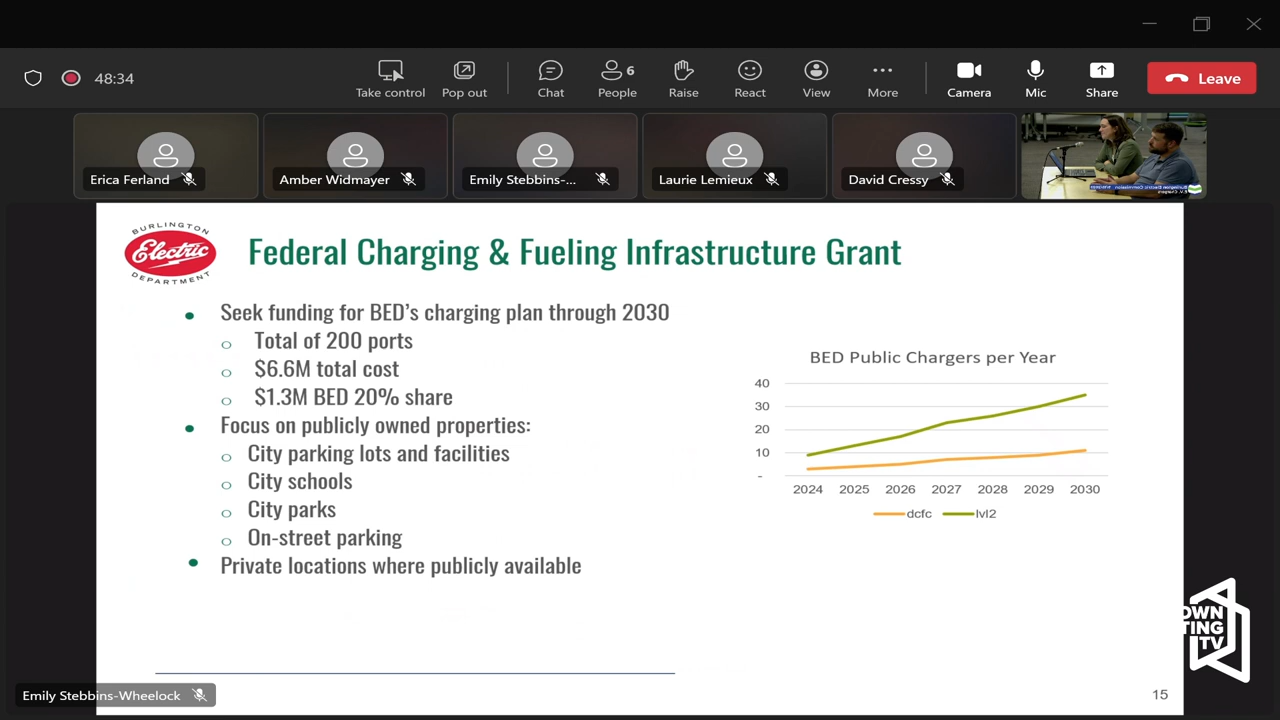 48:34
Take control
Pop out
Chat
6
People
Raise
React
View
More
Camera
Mic
Share
Leave
Erica Ferland
Amber Widmayer
Emily Stebbins-...
Laurie Lemieux
David Cressy
BURLINGTON
Electric
DEPARTMENT
Federal Charging & Fueling Infrastructure Grant
• Seek funding for BED's charging plan through 2030
o Total of 200 ports
o $6.6M total cost
o $1.3M BED 20% share
• Focus on publicly owned properties:
o City parking lots and facilities
o City schools
o City parks
o On-street parking
• Private locations where publicly available
BED Public Chargers per Year
40
30
20
10
-
2024 2025 2026 2027 2028 2029 2030
dcfc lvl2
OWN
TING
TV
Emily Stebbins-Wheelock
15